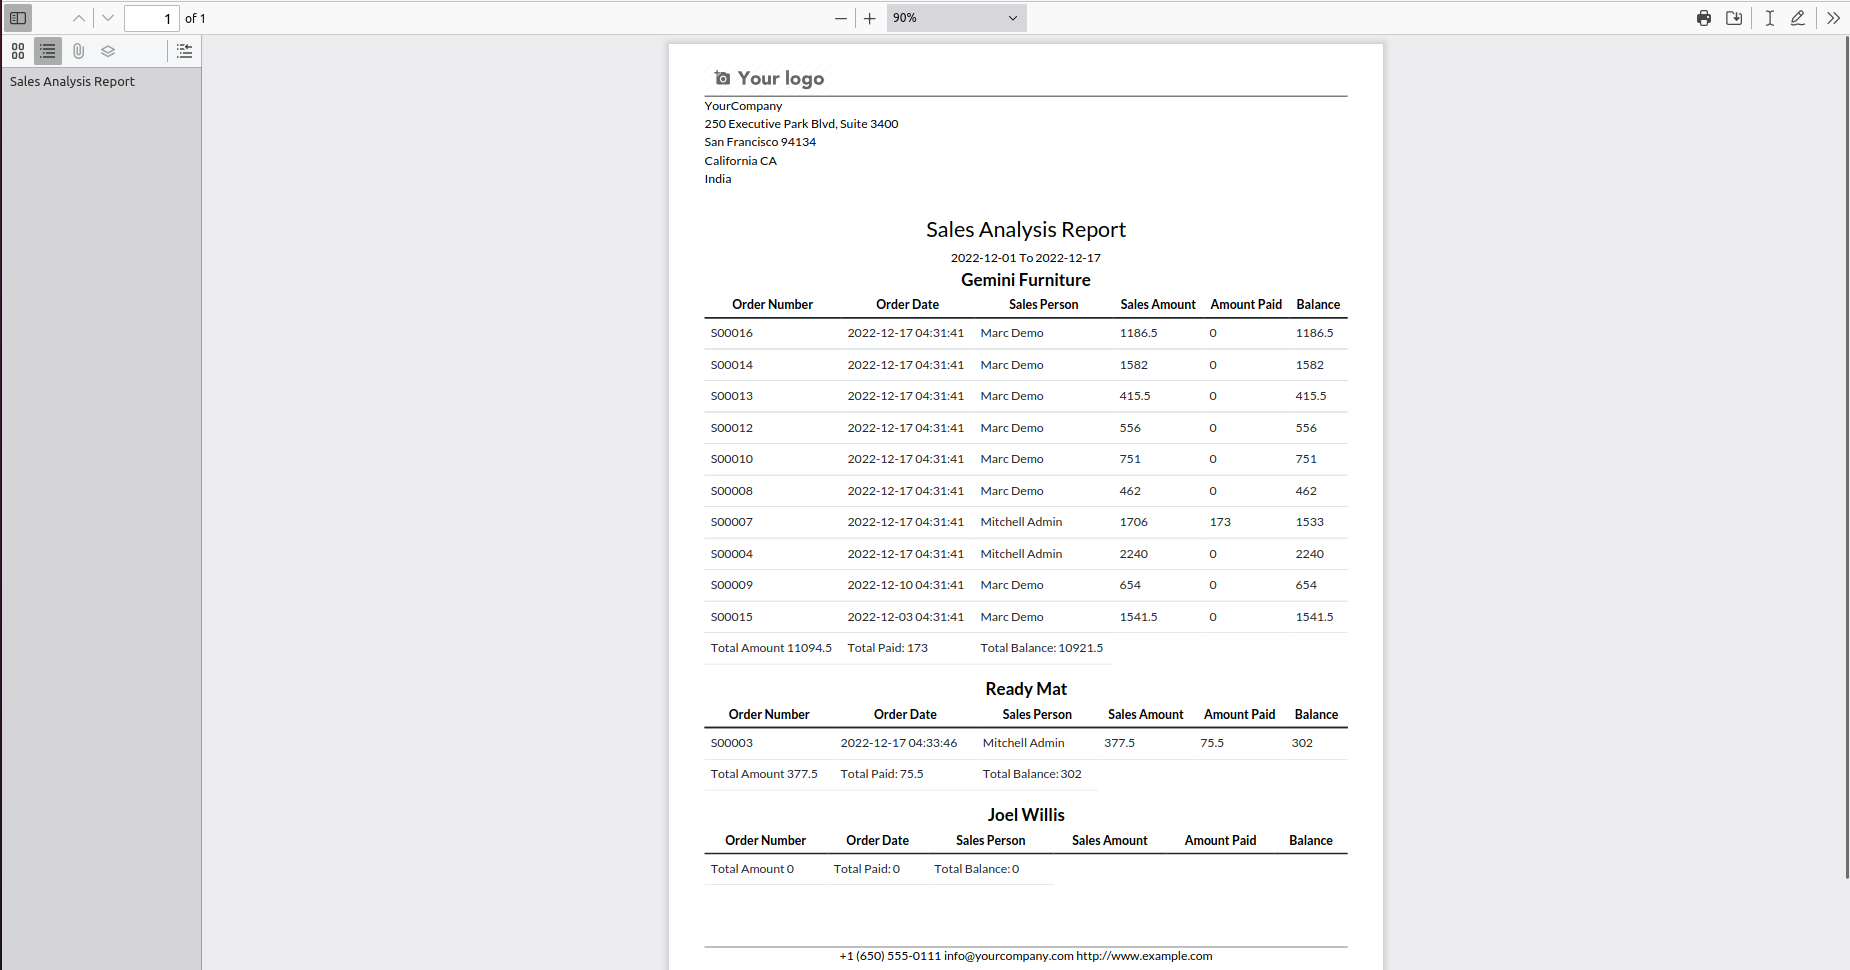 1 of 1 90%
Sales Analysis Report
Your logo
YourCompany
250 Executive Park Blvd, Suite 3400
San Francisco 94134
California CA
India
Sales Analysis Report
2022-12-01 To 2022-12-17
Gemini Furniture
Order Number Order Date Sales Person Sales Amount Amount Paid Balance
S00016 2022-12-17 04:31:41 Marc Demo 1186.5 0 1186.5
S00014 2022-12-17 04:31:41 Marc Demo 1582 0 1582
S00013 2022-12-17 04:31:41 Marc Demo 415.5 0 415.5
S00012 2022-12-17 04:31:41 Marc Demo 556 0 556
S00010 2022-12-17 04:31:41 Marc Demo 751 0 751
S00008 2022-12-17 04:31:41 Marc Demo 462 0 462
S00007 2022-12-17 04:31:41 Mitchell Admin 1706 173 1533
S00004 2022-12-17 04:31:41 Mitchell Admin 2240 0 2240
S00009 2022-12-10 04:31:41 Marc Demo 654 0 654
S00015 2022-12-03 04:31:41 Marc Demo 1541.5 0 1541.5
Total Amount 11094.5 Total Paid: 173 Total Balance: 10921.5
Ready Mat
Order Number Order Date Sales Person Sales Amount Amount Paid Balance
S00003 2022-12-17 04:33:46 Mitchell Admin 377.5 75.5 302
Total Amount 377.5 Total Paid: 75.5 Total Balance: 302
Joel Willis
Order Number Order Date Sales Person Sales Amount Amount Paid Balance
Total Amount 0 Total Paid: 0 Total Balance: 0
+1 (650) 555-0111 info@yourcompany.com http://www.example.com